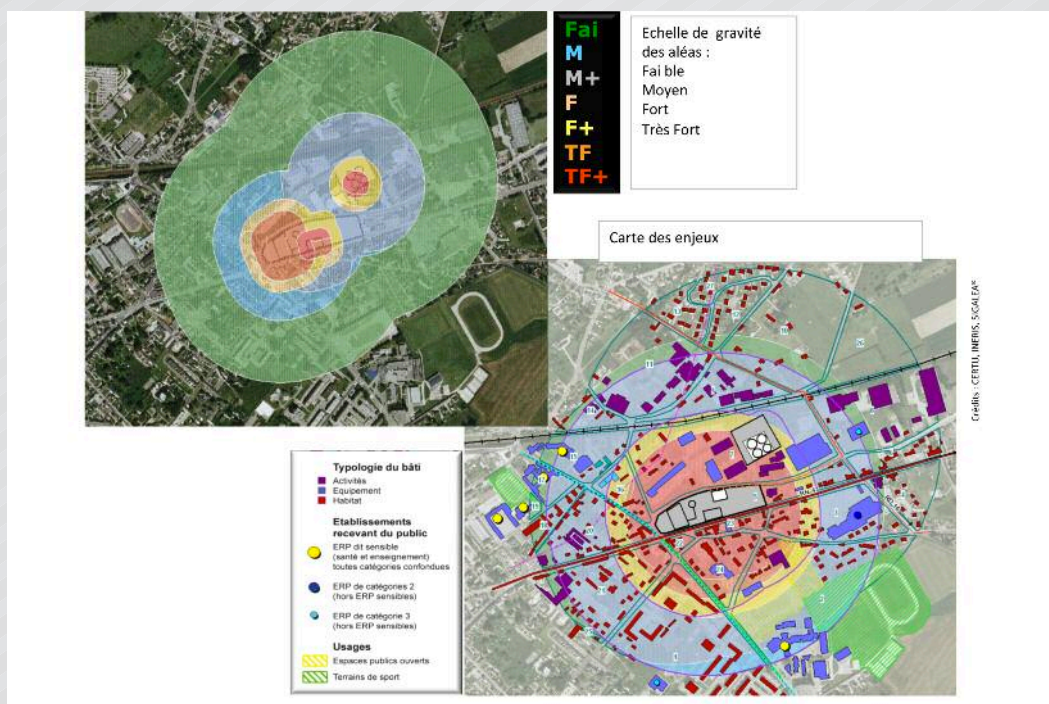 Fai
M
M+
F
F+
TF
TF+
Echelle de gravité
des aléas :
Fai ble
Moyen
Fort
Très Fort
Carte des enjeux
Crédits : CERTU, INERIS, SIGALEA®
Typologie du bâti
Activités
Equipement
Habitat
Etablissements
recevant du public
ERP dit sensible
(santé et enseignement)
toutes catégories confondues
ERP de catégories 2
(hors ERP sensibles)
ERP de catégorie 3
(hors ERP sensibles)
Usages
Espaces publics ouverts
Terrains de sport